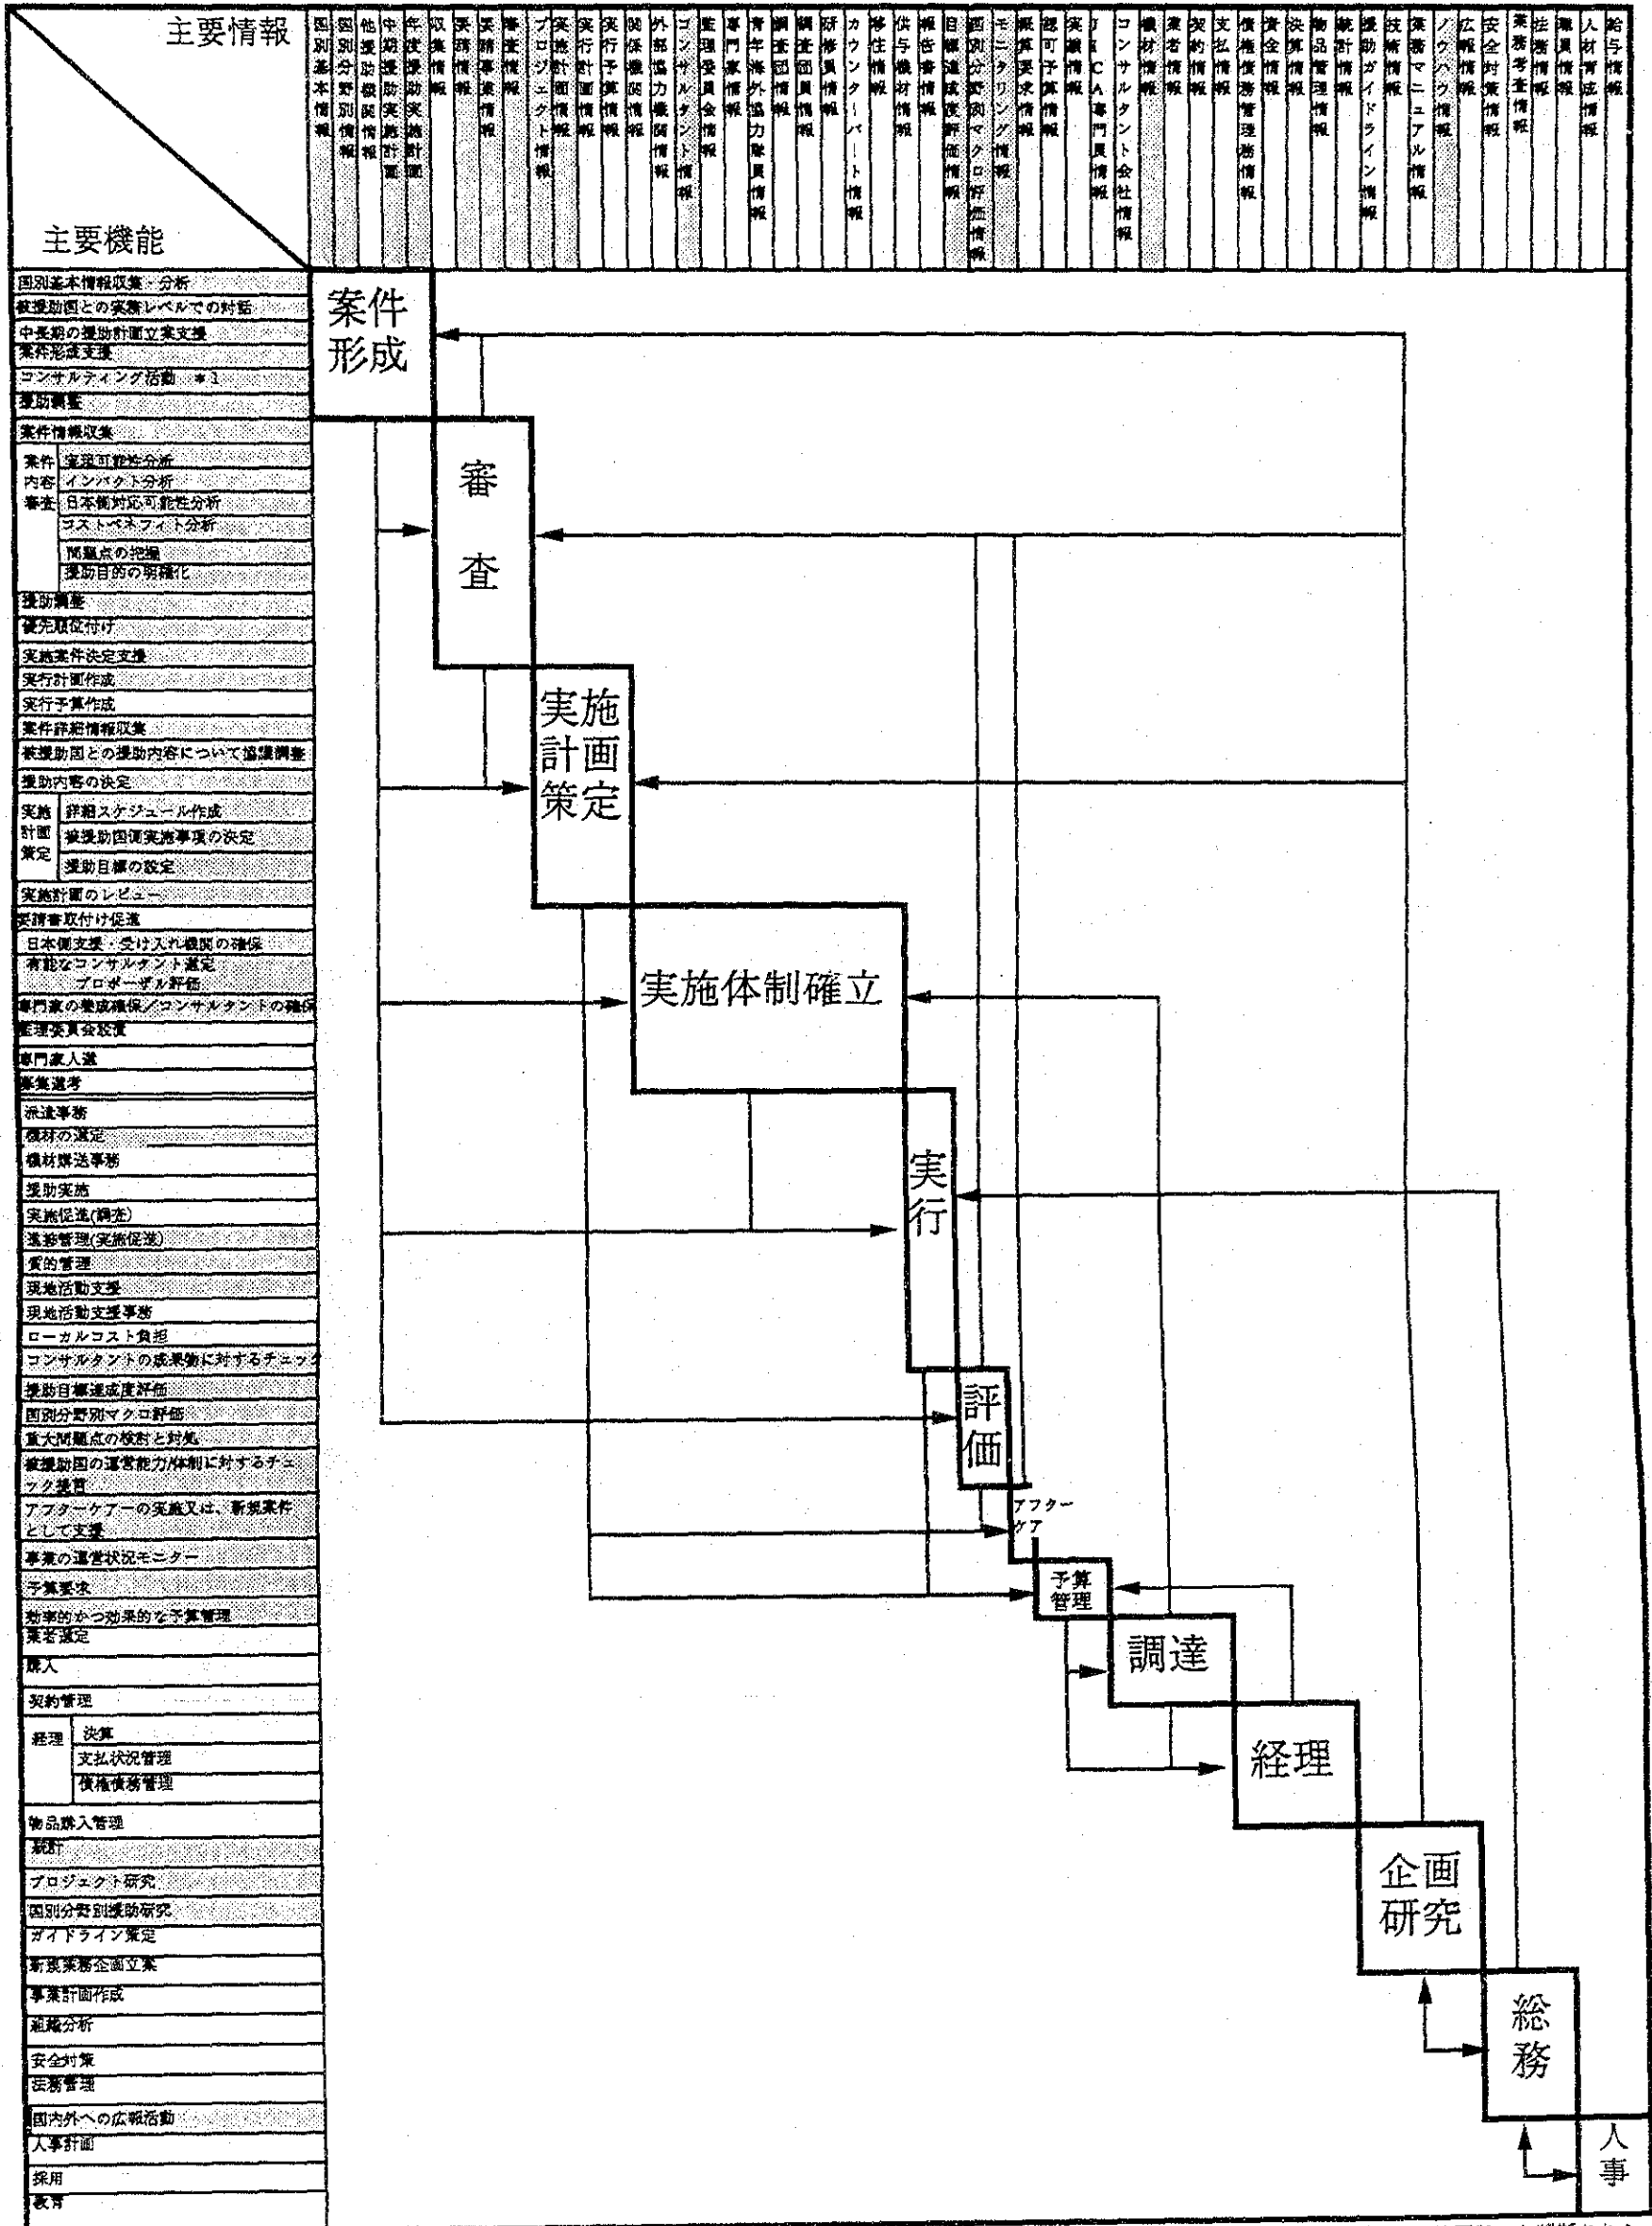 主要情報
主要機能
国別基本情報
国別分野別情報
他援助機関情報
中期援助実施計画
年度援助実施計画
収集情報
要請情報
要請事業情報
審査情報
プロジェクト情報
実施計画情報
実行計画情報
実行予算情報
関係機関情報
外部協力機関情報
コンサルタント情報
監理委員会情報
専門家情報
青年海外協力隊員情報
調査団情報
調査団員情報
研修員情報
カウンターパート情報
移住情報
供与機材情報
報告書情報
目標達成度評価情報
国別分野別マクロ評価情報
モニタリング情報
概算要求情報
認可予算情報
実績情報
JICA専門員情報
コンサルタント会社情報
機材情報
業者情報
契約情報
支払情報
債権債務管理務情報
資金情報
決算情報
物品管理情報
統計情報
援助ガイドライン情報
技術情報
業務マニュアル情報
ノウハウ情報
広報情報
安全対策情報
業務考査情報
法務情報
職員情報
人材育成情報
給与情報
国別基本情報収集・分析
被援助国との実務レベルでの対話
中長期の援助計画立案支援
案件形成支援
コンサルティング活動 *1
援助調整
案件情報収集
案件内容審査
実現可能性分析
インパクト分析
日本側対応可能性分析
コストベネフィト分析
問題点の把握
援助目的の明確化
援助調整
優先順位付け
実施案件決定支援
実行計画作成
実行予算作成
案件詳細情報収集
被援助国との援助内容について協議調整
援助内容の決定
実施計画策定
詳細スケジュール作成
被援助国側実施事項の決定
援助目標の設定
実施計画のレビュー
要請書取付け促進
日本側支援・受け入れ機関の確保
有能なコンサルタント選定
プロポーザル評価
専門家の養成確保/コンサルタントの確保
監理委員会設置
専門家人選
募集選考
派遣事務
機材の選定
機材購送事務
援助実施
実施促進(調査)
進捗管理(実施促進)
質的管理
現地活動支援
現地活動支援事務
ローカルコスト負担
コンサルタントの成果物に対するチェック
援助目標達成度評価
国別分野別マクロ評価
重大問題点の検討と対処
被援助国の運営能力/体制に対するチェ
ック提言
アフターケアーの実施又は、新規案件
として支援
事業の運営状況モニター
予算要求
効率的かつ効果的な予算管理
業者選定
購入
契約管理
経理
決算
支払状況管理
債権債務管理
物品購入管理
統計
プロジェクト研究
国別分野別援助研究
ガイドライン策定
新規業務企画立案
事業計画作成
組織分析
安全対策
法務管理
国内外への広報活動
人事計画
採用
教育
案件
形成
審
査
実施
計画
策定
実施体制確立
実
行
評
価
アフター
ケア
予算
管理
調達
経理
企画
研究
総
務
人
事